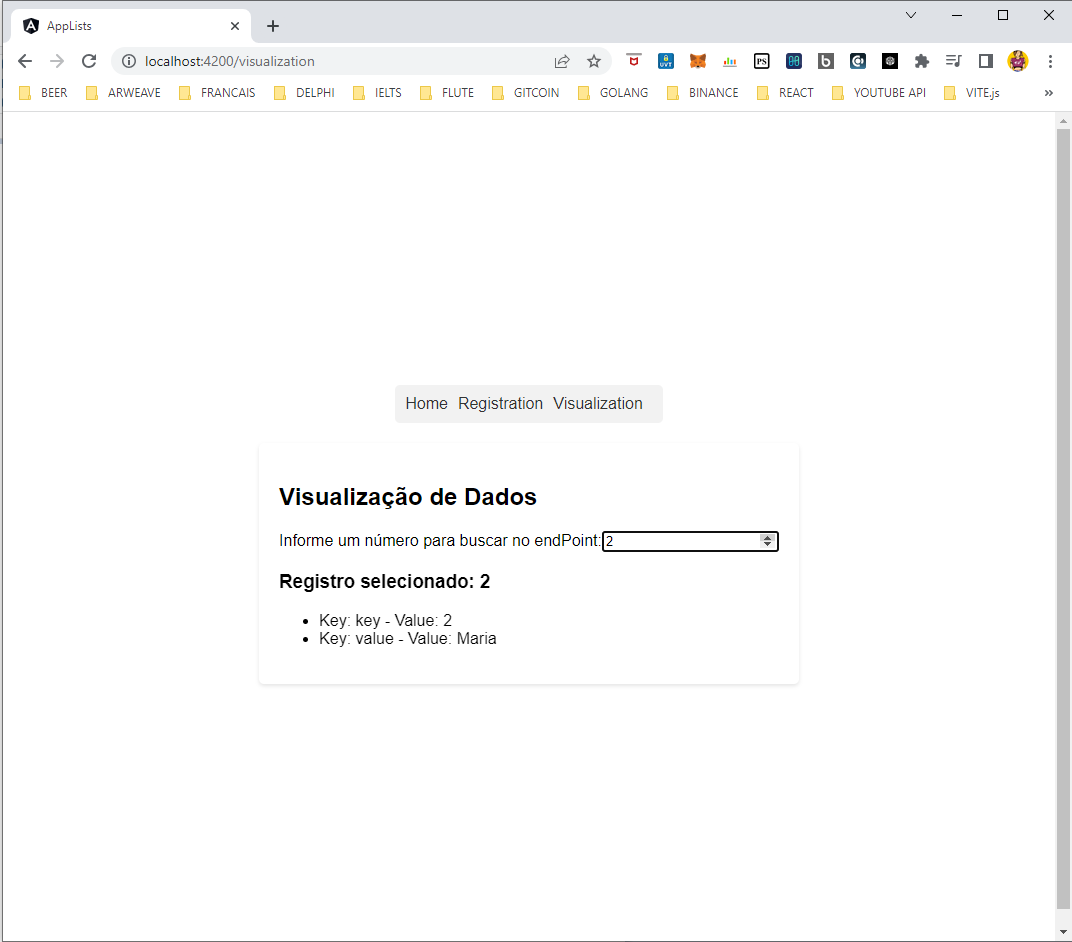 AppLists
localhost:4200/visualization
UVT
PS
BEER ARWEAVE FRANCAIS DELPHI IELTS FLUTE GITCOIN GOLANG BINANCE REACT YOUTUBE API VITE.js »
Home Registration Visualization
Visualização de Dados
Informe um número para buscar no endPoint: 2
Registro selecionado: 2
• Key: key - Value: 2
• Key: value - Value: Maria